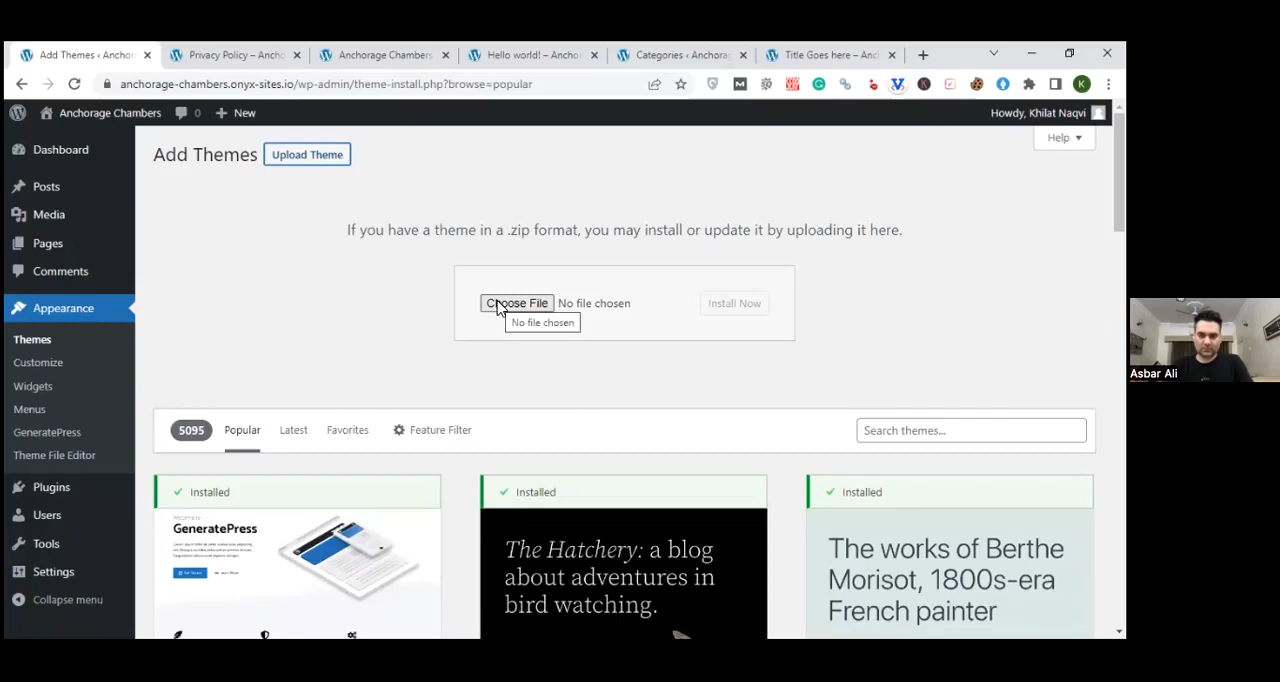 Add Themes ‹ Anchor
Privacy Policy – Ancho
Anchorage Chambers
Hello world! – Anchor
Categories ‹ Anchorag
Title Goes here – Anch
anchorage-chambers.onyx-sites.io/wp-admin/theme-install.php?browse=popular
K
Anchorage Chambers
0
New
Howdy, Khilat Naqvi
Dashboard
Posts
Media
Pages
Comments
Appearance
Themes
Customize
Widgets
Menus
GeneratePress
Theme File Editor
Plugins
Users
Tools
Settings
Collapse menu
Add Themes
Upload Theme
Help
If you have a theme in a .zip format, you may install or update it by uploading it here.
Choose File
No file chosen
Install Now
No file chosen
5095
Popular
Latest
Favorites
Feature Filter
Search themes...
Installed
GeneratePress
Installed
The Hatchery: a blog
about adventures in
bird watching.
Installed
The works of Berthe
Morisot, 1800s-era
French painter
Asbar Ali